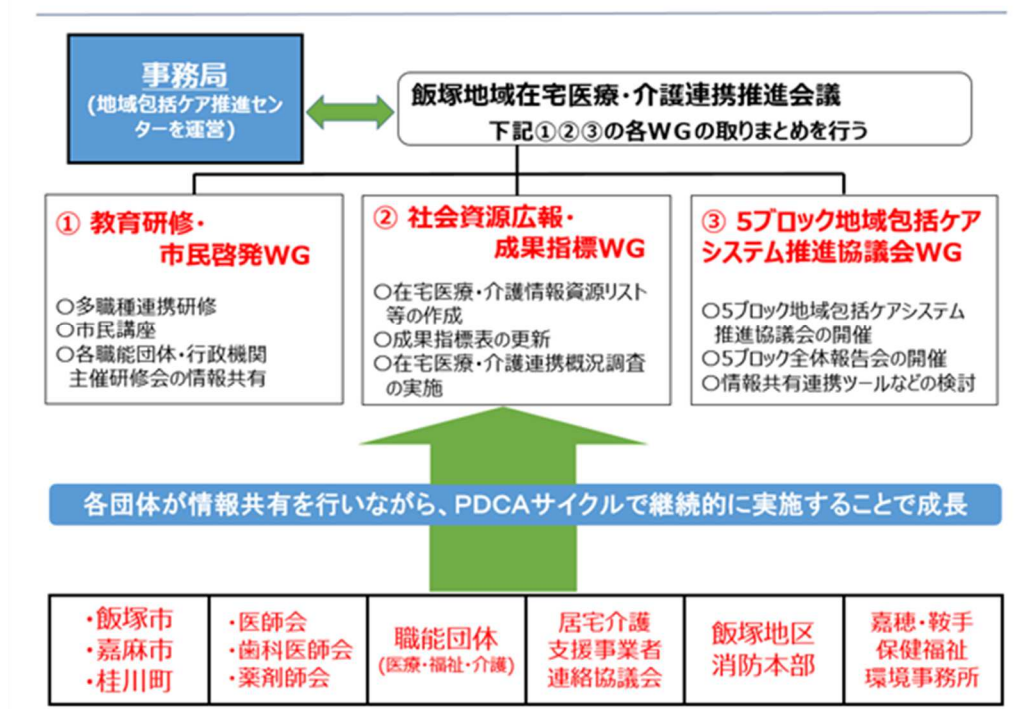 事務局
(地域包括ケア推進セン
ターを運営)
飯塚地域在宅医療・介護連携推進会議
下記①②③の各WGの取りまとめを行う
① 教育研修・
市民啓発WG
○多職種連携研修
○市民講座
○各職能団体・行政機関
主催研修会の情報共有
② 社会資源広報・
成果指標WG
○在宅医療・介護情報資源リスト
等の作成
○成果指標表の更新
○在宅医療・介護連携概況調査
の実施
③ 5ブロック地域包括ケア
システム推進協議会WG
○5ブロック地域包括ケアシステム
推進協議会の開催
○5ブロック全体報告会の開催
○情報共有連携ツールなどの検討
各団体が情報共有を行いながら、PDCAサイクルで継続的に実施することで成長
・飯塚市
・嘉麻市
・桂川町
・医師会
・歯科医師会
・薬剤師会
職能団体
(医療・福祉・介護)
居宅介護
支援事業者
連絡協議会
飯塚地区
消防本部
嘉穂・鞍手
保健福祉
環境事務所